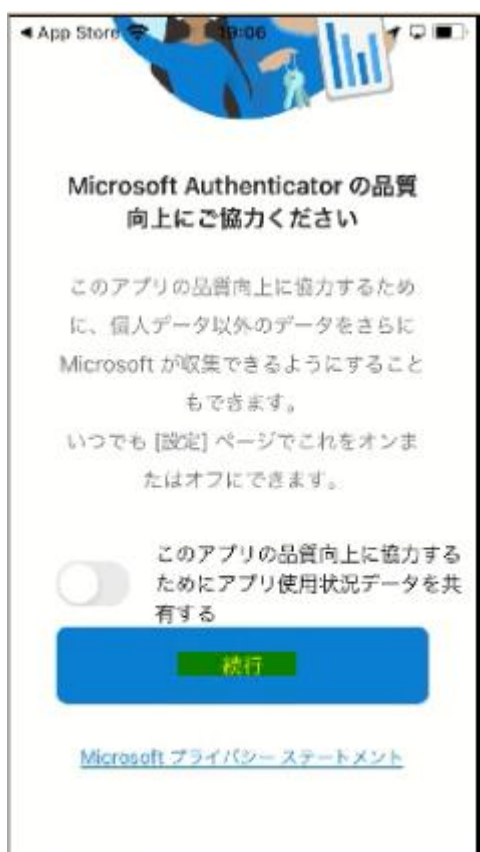 App Store 19:06
Microsoft Authenticator の品質
向上にご協力ください
このアプリの品質向上に協力するため
に、個人データ以外のデータをさらに
Microsoft が収集できるようにすること
もできます。
いつでも [設定] ページでこれをオンま
たはオフにできます。
このアプリの品質向上に協力する
ためにアプリ使用状況データを共
有する
続行
Microsoft プライバシー ステートメント